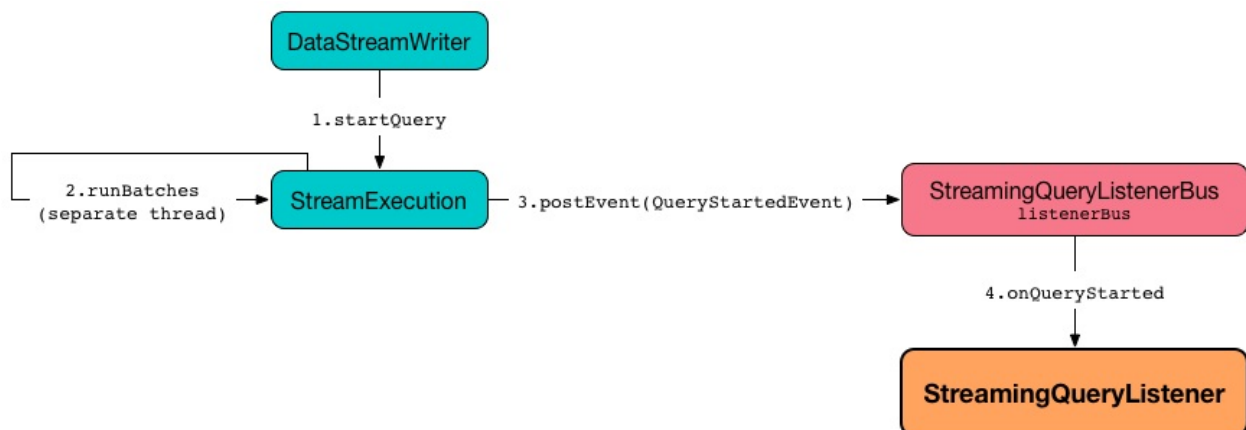 DataStreamWriter
1.startQuery
2.runBatches
(separate thread)
StreamExecution
3.postEvent(QueryStartedEvent)
StreamingQueryListenerBus
listenerBus
4.onQueryStarted
StreamingQueryListener